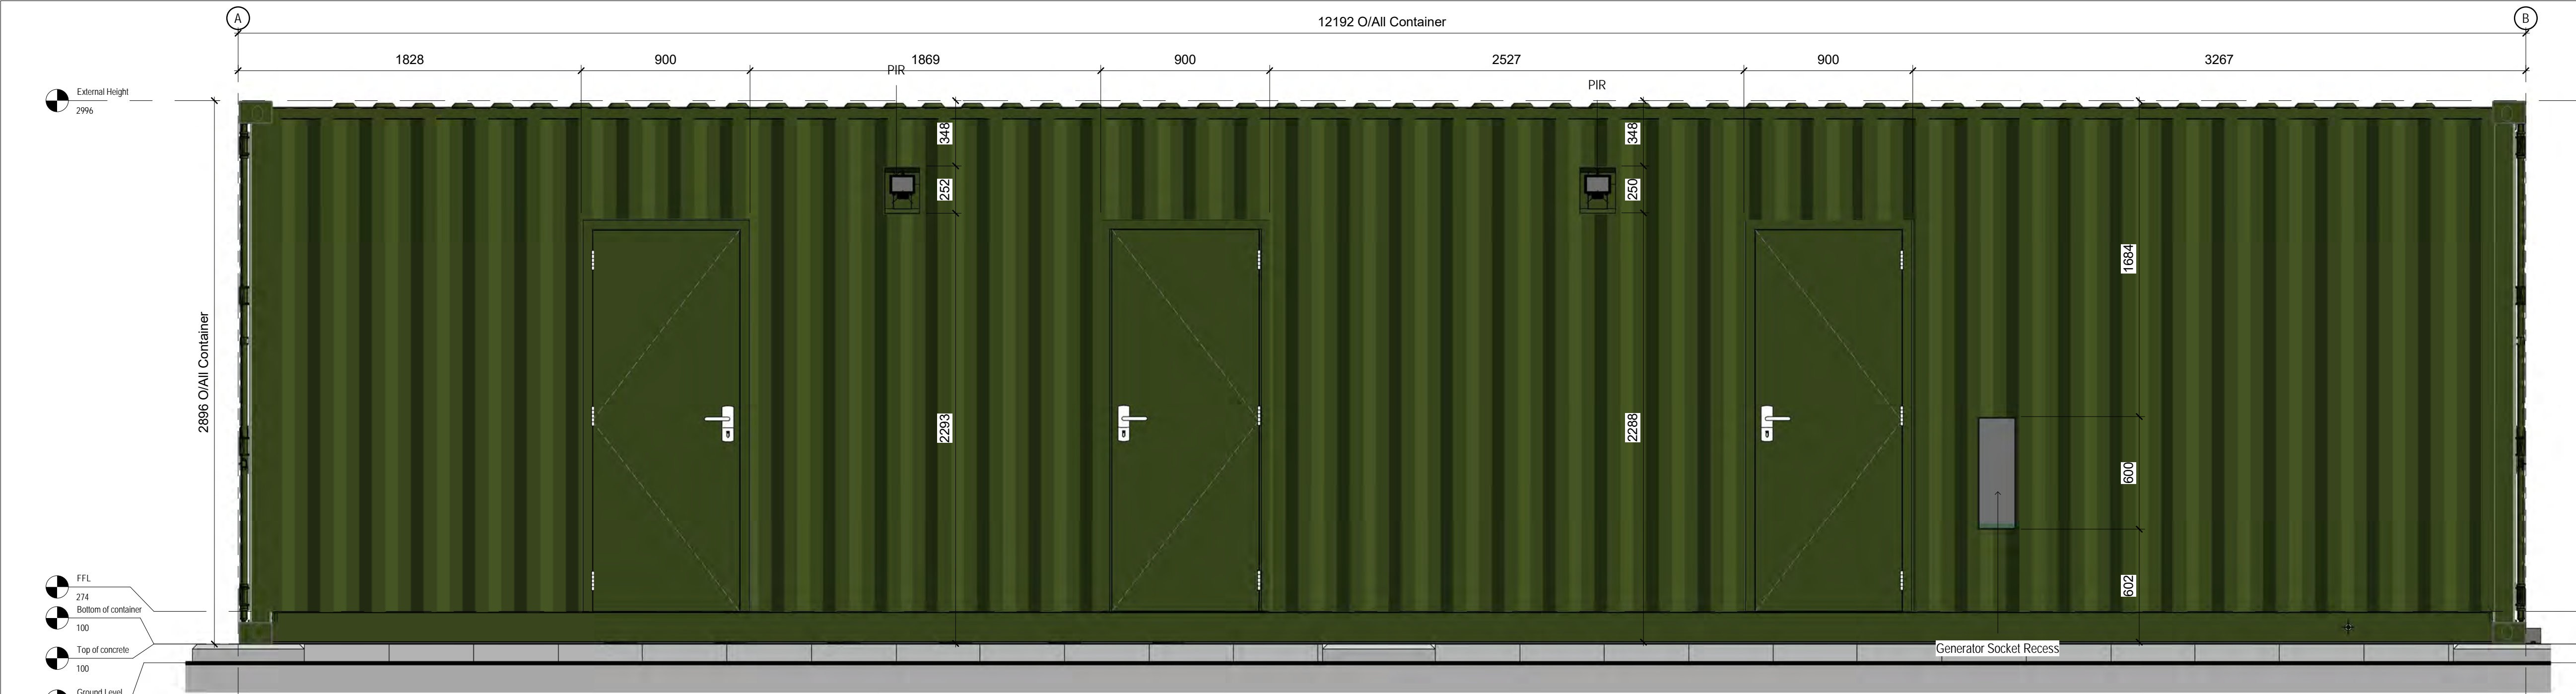 A
12192 O/All Container
B
1828
900
1869
900
2527
900
3267
PIR
PIR
External Height
2996
348
252
2293
348
250
2288
1684
600
602
2896 O/All Container
FFL
274
Bottom of container
100
Top of concrete
100
Ground Level
Generator Socket Recess